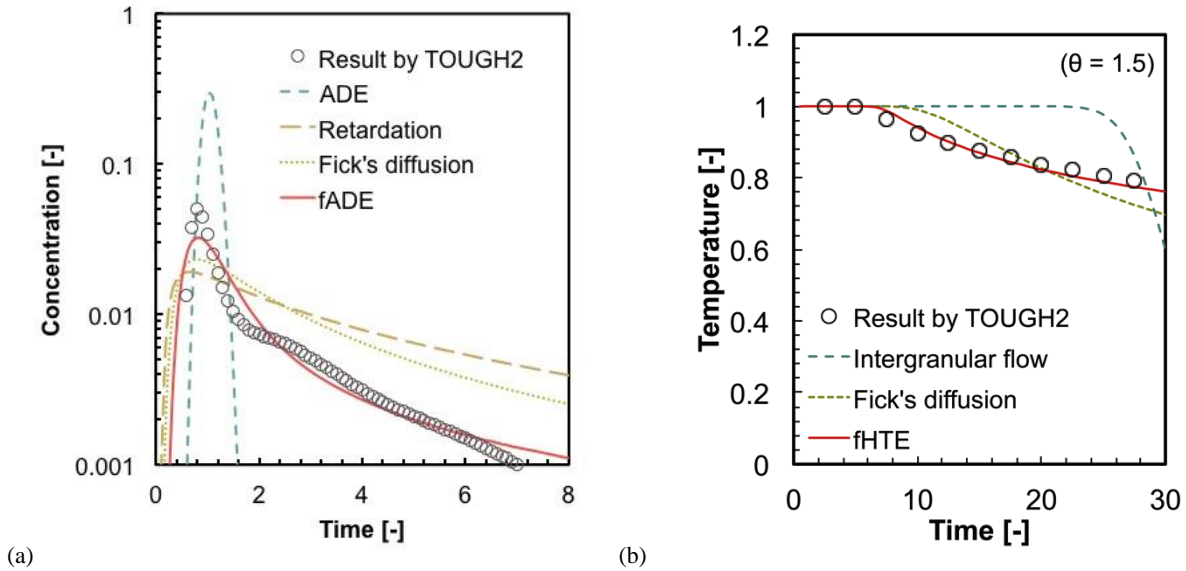 1
0.1
0.01
0.001
Concentration [-]
Result by TOUGH2
ADE
Retardation
Fick's diffusion
fADE
0 2 4 6 8
Time [-]
(a)
1.2
1
0.8
0.6
0.4
0.2
0
Temperature [-]
(θ = 1.5)
Result by TOUGH2
Intergranular flow
Fick's diffusion
fHTE
0 10 20 30
Time [-]
(b)